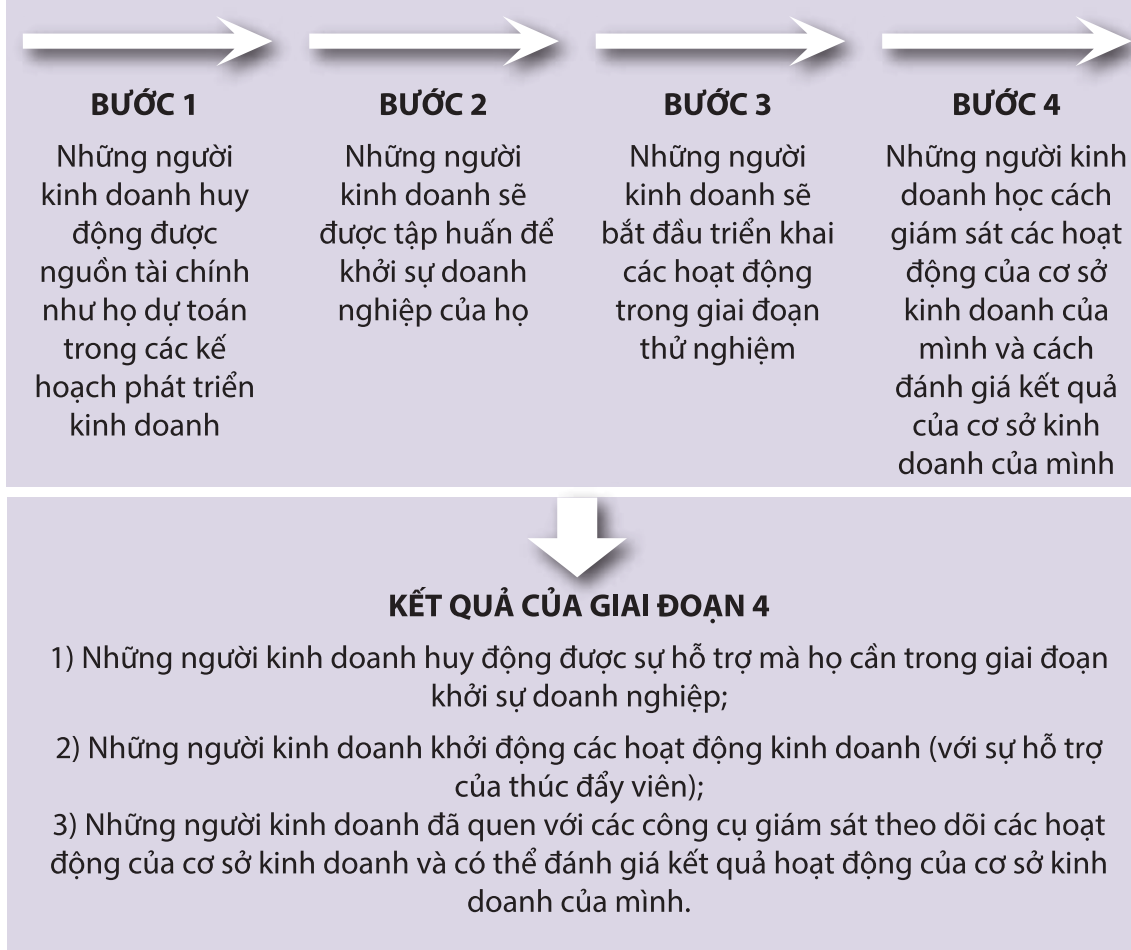 BƯỚC 1
Những người
kinh doanh huy
động được
nguồn tài chính
như họ dự toán
trong các kế
hoạch phát triển
kinh doanh
BƯỚC 2
Những người
kinh doanh sẽ
được tập huấn để
khởi sự doanh
nghiệp của họ
BƯỚC 3
Những người
kinh doanh sẽ
bắt đầu triển khai
các hoạt động
trong giai đoạn
thử nghiệm
BƯỚC 4
Những người kinh
doanh học cách
giám sát các hoạt
động của cơ sở
kinh doanh của
mình và cách
đánh giá kết quả
của cơ sở kinh
doanh của mình
KẾT QUẢ CỦA GIAI ĐOẠN 4
1) Những người kinh doanh huy động được sự hỗ trợ mà họ cần trong giai đoạn
khởi sự doanh nghiệp;
2) Những người kinh doanh khởi động các hoạt động kinh doanh (với sự hỗ trợ
của thúc đẩy viên);
3) Những người kinh doanh đã quen với các công cụ giám sát theo dõi các hoạt
động của cơ sở kinh doanh và có thể đánh giá kết quả hoạt động của cơ sở kinh
doanh của mình.